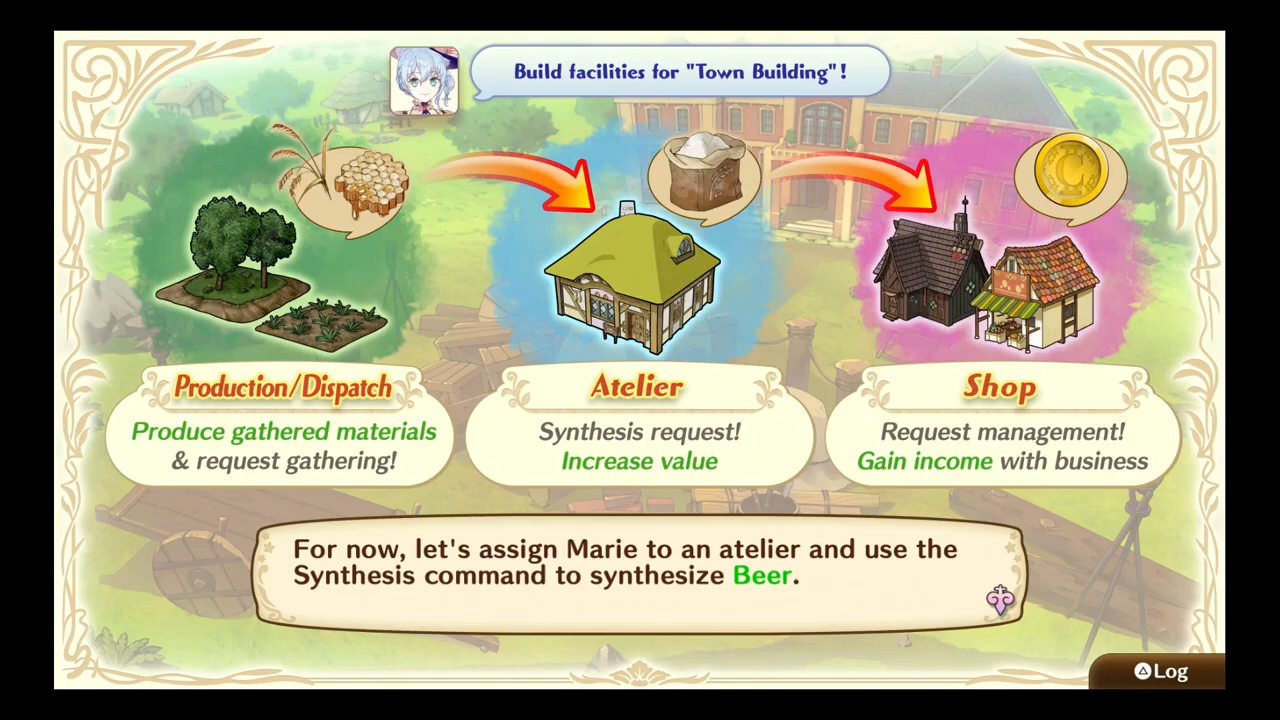 Build facilities for "Town Building"!
Production/Dispatch
Produce gathered materials
& request gathering!
Atelier
Synthesis request!
Increase value
Shop
Request management!
Gain income with business
For now, let's assign Marie to an atelier and use the
Synthesis command to synthesize Beer.
Log